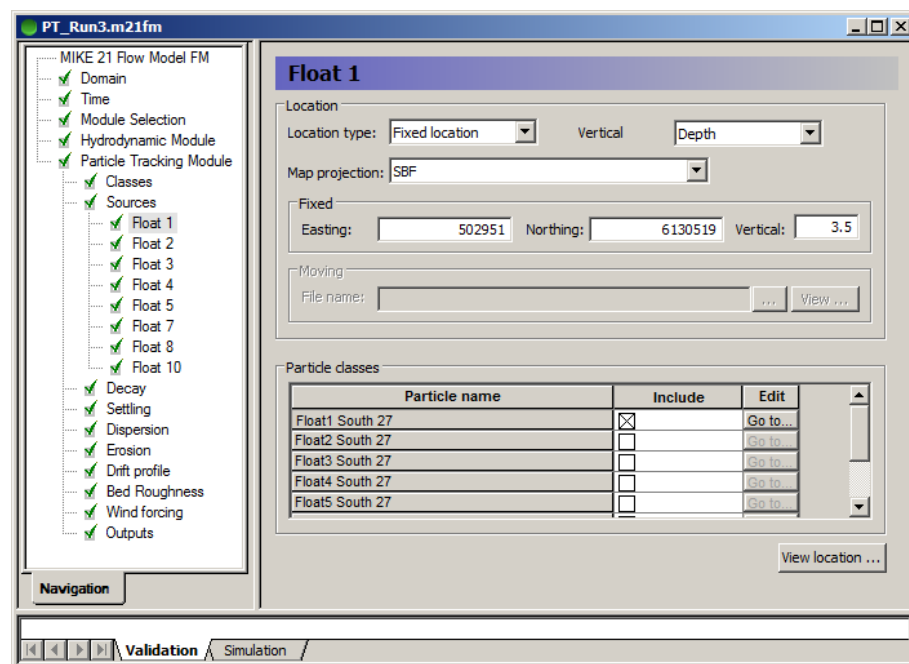 PT_Run3.m21fm
MIKE 21 Flow Model FM
Domain
Time
Module Selection
Hydrodynamic Module
Particle Tracking Module
Classes
Sources
Float 1
Float 2
Float 3
Float 4
Float 5
Float 7
Float 8
Float 10
Decay
Settling
Dispersion
Erosion
Drift profile
Bed Roughness
Wind forcing
Outputs
Navigation
Float 1
Location
Location type: Fixed location Vertical Depth
Map projection: SBF
Fixed
Easting: 502951 Northing: 6130519 Vertical: 3.5
Moving
File name: ... View ...
Particle classes
Particle name Include Edit
Float1 South 27 Go to...
Float2 South 27 Go to...
Float3 South 27 Go to...
Float4 South 27 Go to...
Float5 South 27 Go to...
View location ...
Validation Simulation